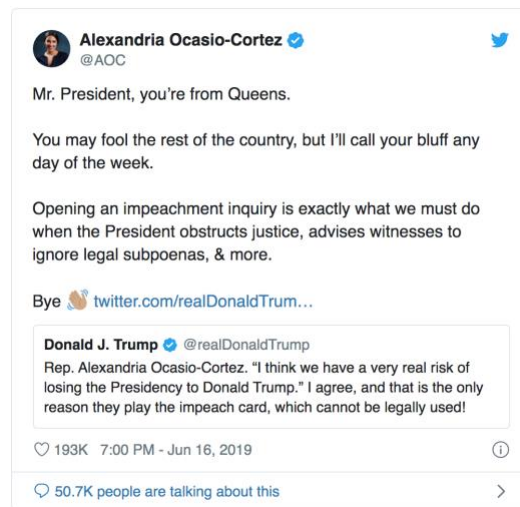 Alexandria Ocasio-Cortez
@AOC
Mr. President, you're from Queens.
You may fool the rest of the country, but I'll call your bluff any
day of the week.
Opening an impeachment inquiry is exactly what we must do
when the President obstructs justice, advises witnesses to
ignore legal subpoenas, & more.
Bye 👋🏽 twitter.com/realDonaldTrum…
Donald J. Trump @realDonaldTrump
Rep. Alexandria Ocasio-Cortez. “I think we have a very real risk of
losing the Presidency to Donald Trump.” I agree, and that is the only
reason they play the impeach card, which cannot be legally used!
193K 7:00 PM - Jun 16, 2019
50.7K people are talking about this